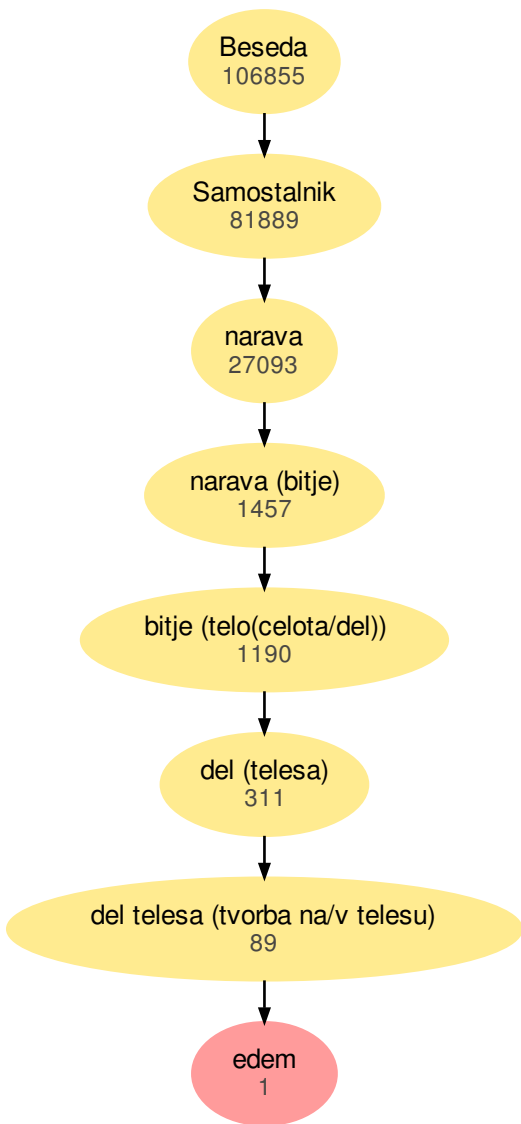 Beseda
106855
Samostalnik
81889
narava
27093
narava (bitje)
1457
bitje (telo(celota/del))
1190
del (telesa)
311
del telesa (tvorba na/v telesu)
89
edem
1